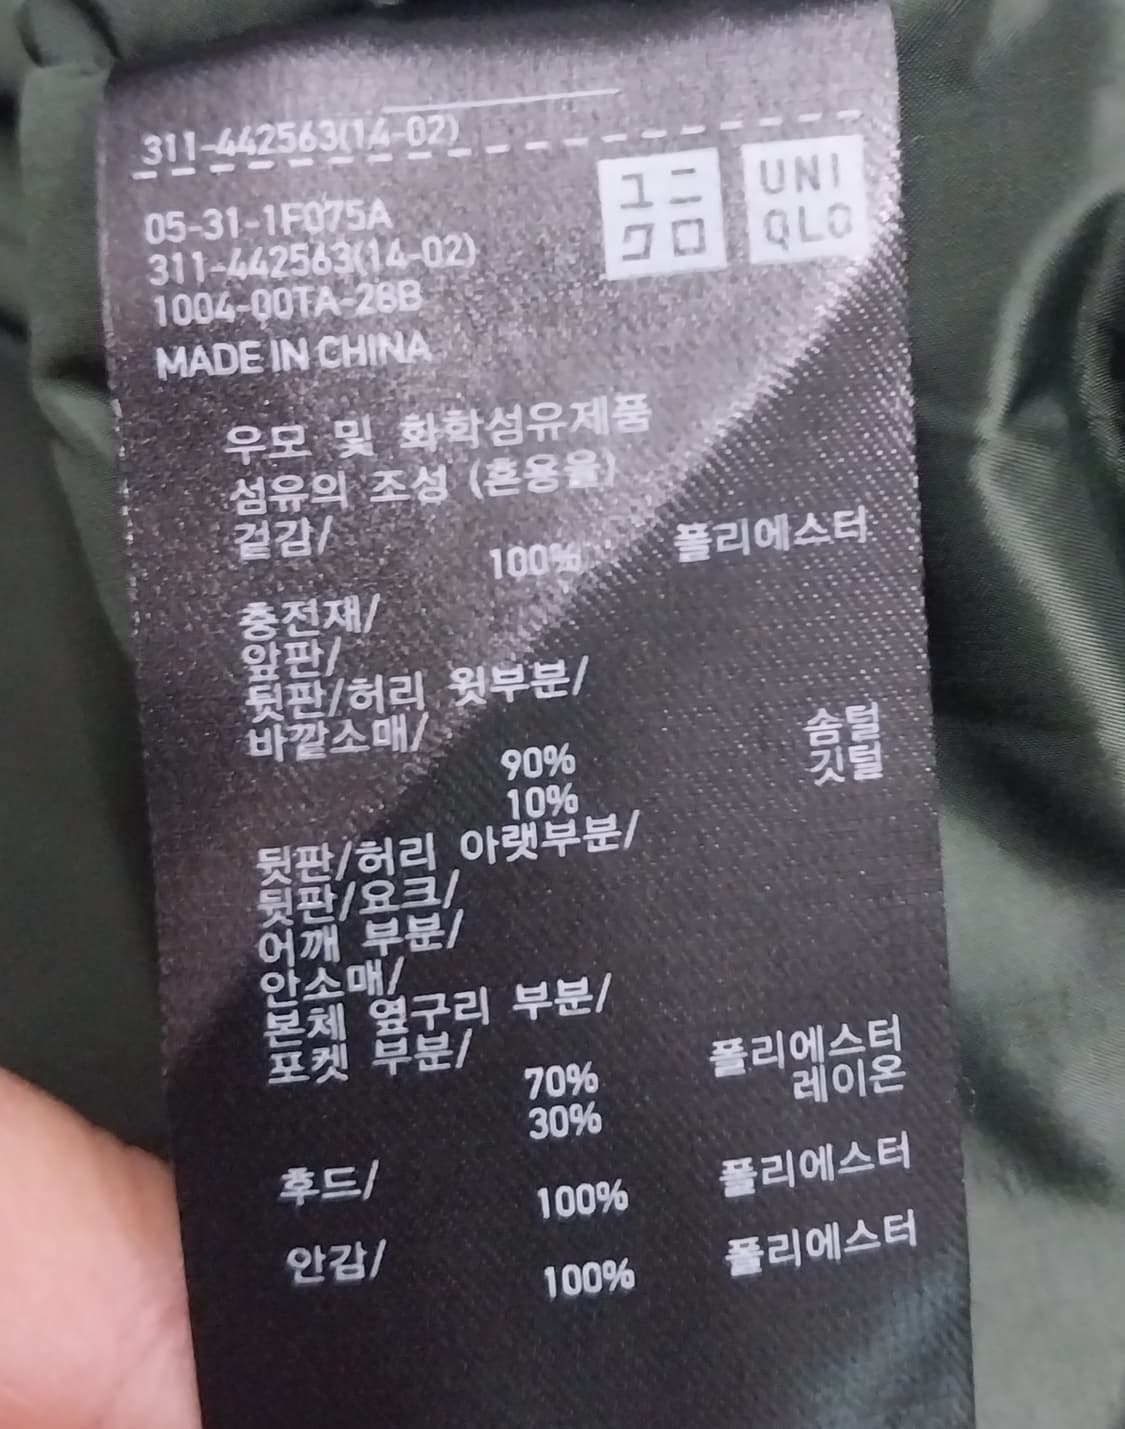 311-442563(14-02)
ユニ
クロ
UNI
QLO
05-31-1F075A
311-442563(14-02)
1004-00TA-26B
MADE IN CHINA
우모 및 화학섬유제품
섬유의 조성 (혼용율)
겉감/
100% 폴리에스터
충전재/
앞판/
뒷판/허리 윗부분/
바깥소매/
90% 솜털
10% 깃털
뒷판/허리 아랫부분/
뒷판/요크/
어깨 부분/
안소매/
본체 옆구리 부분/
포켓 부분/
70% 폴리에스터
30% 레이온
후드/
100% 폴리에스터
안감/
100% 폴리에스터